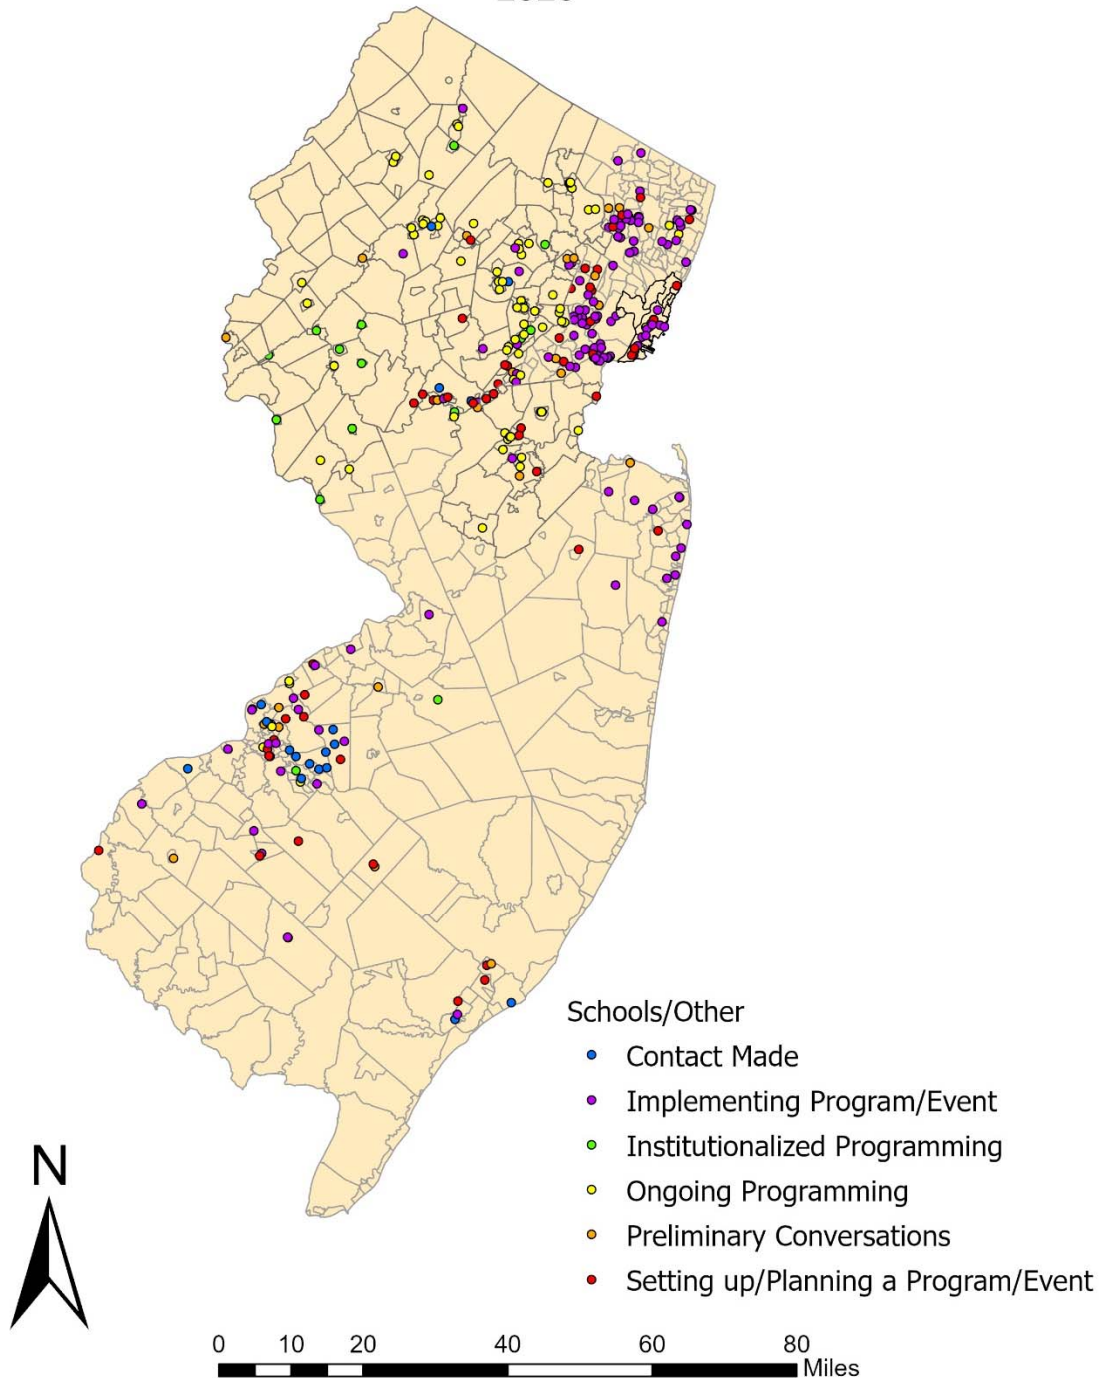 Schools/Other
Contact Made
Implementing Program/Event
Institutionalized Programming
Ongoing Programming
Preliminary Conversations
Setting up/Planning a Program/Event
N
0 10 20 40 60 80
Miles